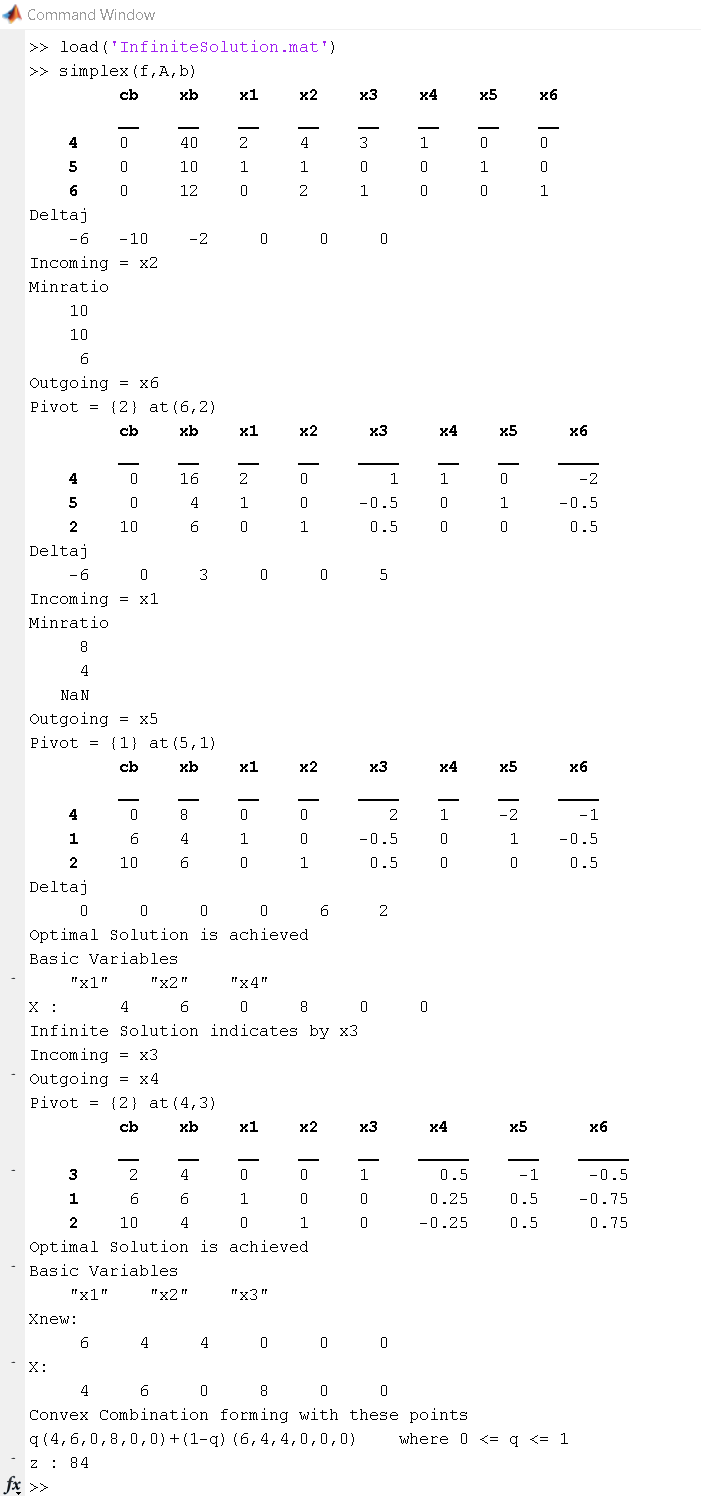 Command Window
>> load('InfiniteSolution.mat')
>> simplex(f,A,b)
cb xb x1 x2 x3 x4 x5 x6
4 0 40 2 4 3 1 0 0
5 0 10 1 1 0 0 1 0
6 0 12 0 2 1 0 0 1
Deltaj
-6 -10 -2 0 0 0
Incoming = x2
Minratio
10
10
6
Outgoing = x6
Pivot = {2} at(6,2)
cb xb x1 x2 x3 x4 x5 x6
4 0 16 2 0 1 1 0 -2
5 0 4 1 0 -0.5 0 1 -0.5
2 10 6 0 1 0.5 0 0 0.5
Deltaj
-6 0 3 0 0 5
Incoming = x1
Minratio
8
4
NaN
Outgoing = x5
Pivot = {1} at(5,1)
cb xb x1 x2 x3 x4 x5 x6
4 0 8 0 0 2 1 -2 -1
1 6 4 1 0 -0.5 0 1 -0.5
2 10 6 0 1 0.5 0 0 0.5
Deltaj
0 0 0 0 6 2
Optimal Solution is achieved
Basic Variables
"x1" "x2" "x4"
X : 4 6 0 8 0 0
Infinite Solution indicates by x3
Incoming = x3
Outgoing = x4
Pivot = {2} at(4,3)
cb xb x1 x2 x3 x4 x5 x6
3 2 4 0 0 1 0.5 -1 -0.5
1 6 6 1 0 0 0.25 0.5 -0.75
2 10 4 0 1 0 -0.25 0.5 0.75
Optimal Solution is achieved
Basic Variables
"x1" "x2" "x3"
Xnew:
6 4 4 0 0 0
X:
4 6 0 8 0 0
Convex Combination forming with these points
q(4,6,0,8,0,0)+(1-q)(6,4,4,0,0,0) where 0 <= q <= 1
z : 84
fx >>